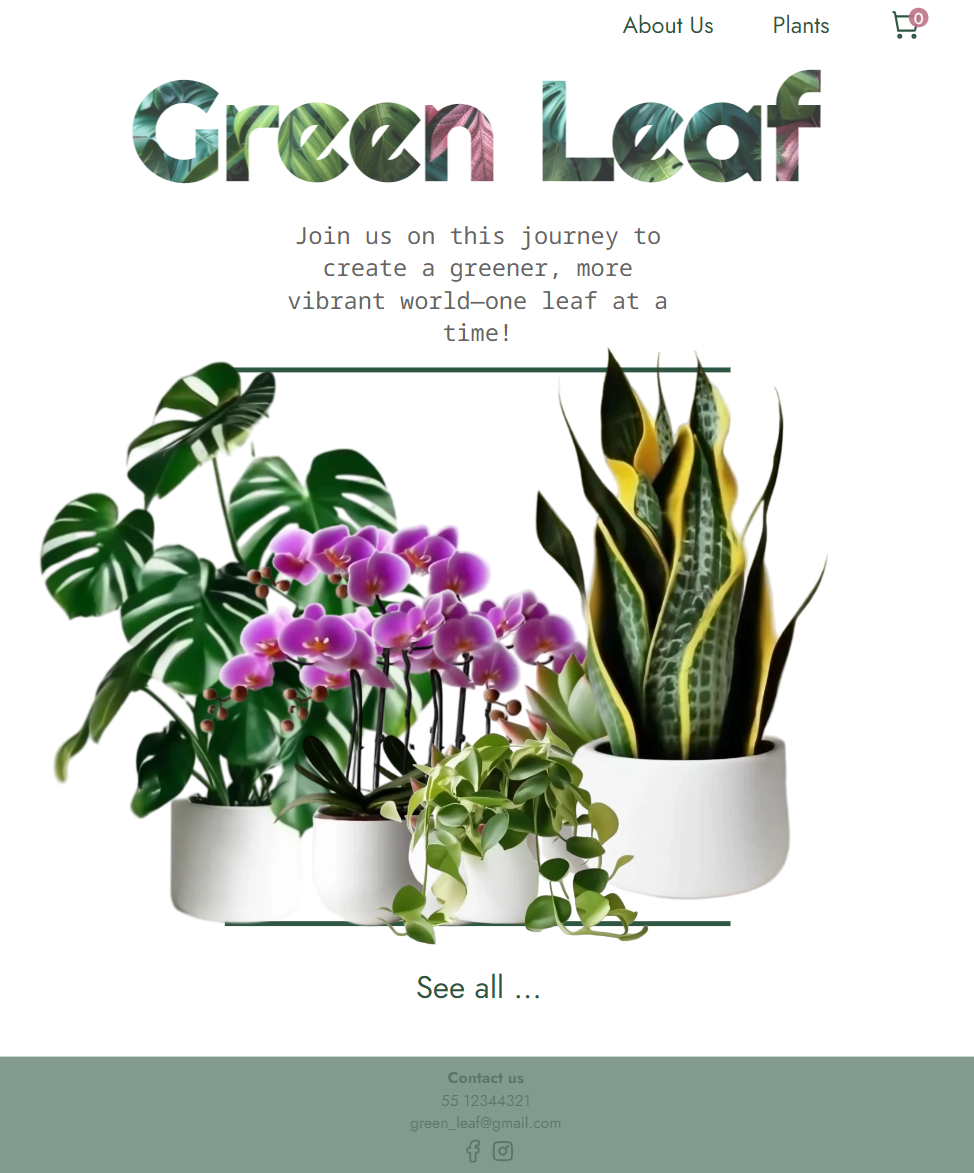 About Us Plants 0
Green Leaf
Join us on this journey to
create a greener, more
vibrant world—one leaf at a
time!
See all ...
Contact us
55 12344321
green_leaf@gmail.com